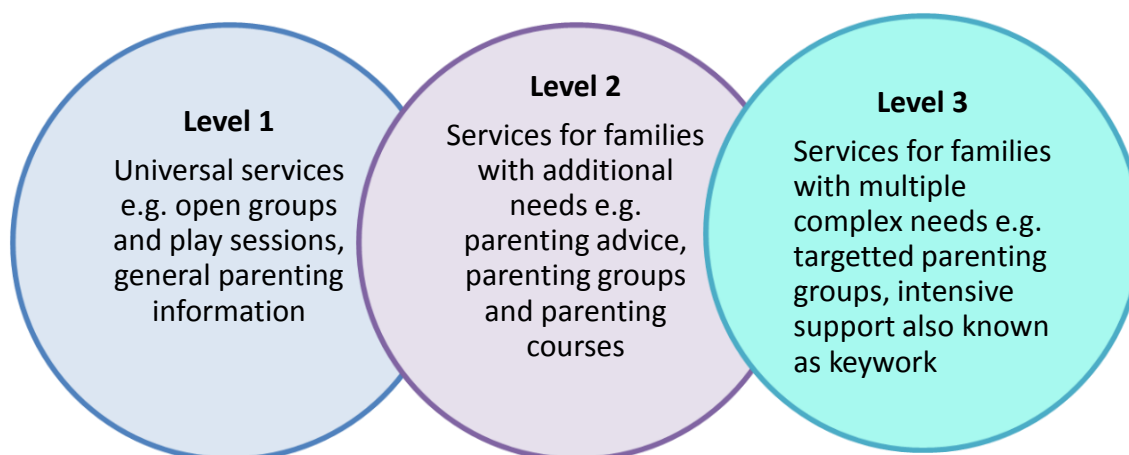 Level 1
Universal services
e.g. open groups
and play sessions,
general parenting
information
Level 2
Services for families
with additional
needs e.g.
parenting advice,
parenting groups
and parenting
courses
Level 3
Services for families
with multiple
complex needs e.g.
targetted parenting
groups, intensive
support also known
as keywork